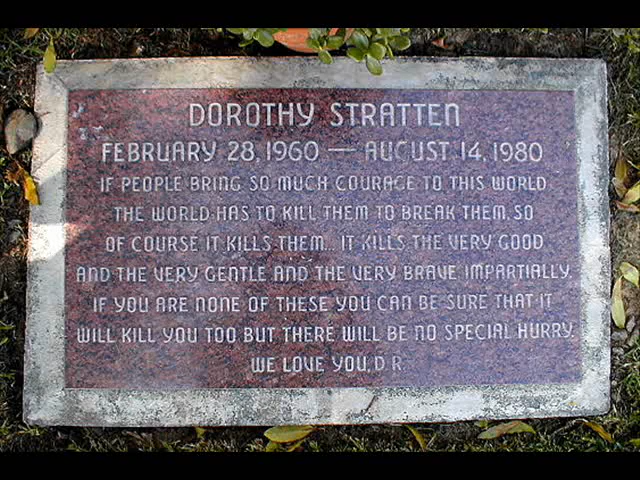 DOROTHY STRATTEN
FEBRUARY 28, 1960 — AUGUST 14, 1980
IF PEOPLE BRING SO MUCH COURAGE TO THIS WORLD
THE WORLD HAS TO KILL THEM TO BREAK THEM, SO
OF COURSE IT KILLS THEM... IT KILLS THE VERY GOOD
AND THE VERY GENTLE AND THE VERY BRAVE IMPARTIALLY.
IF YOU ARE NONE OF THESE YOU CAN BE SURE THAT IT
WILL KILL YOU TOO BUT THERE WILL BE NO SPECIAL HURRY.
WE LOVE YOU, D.R.